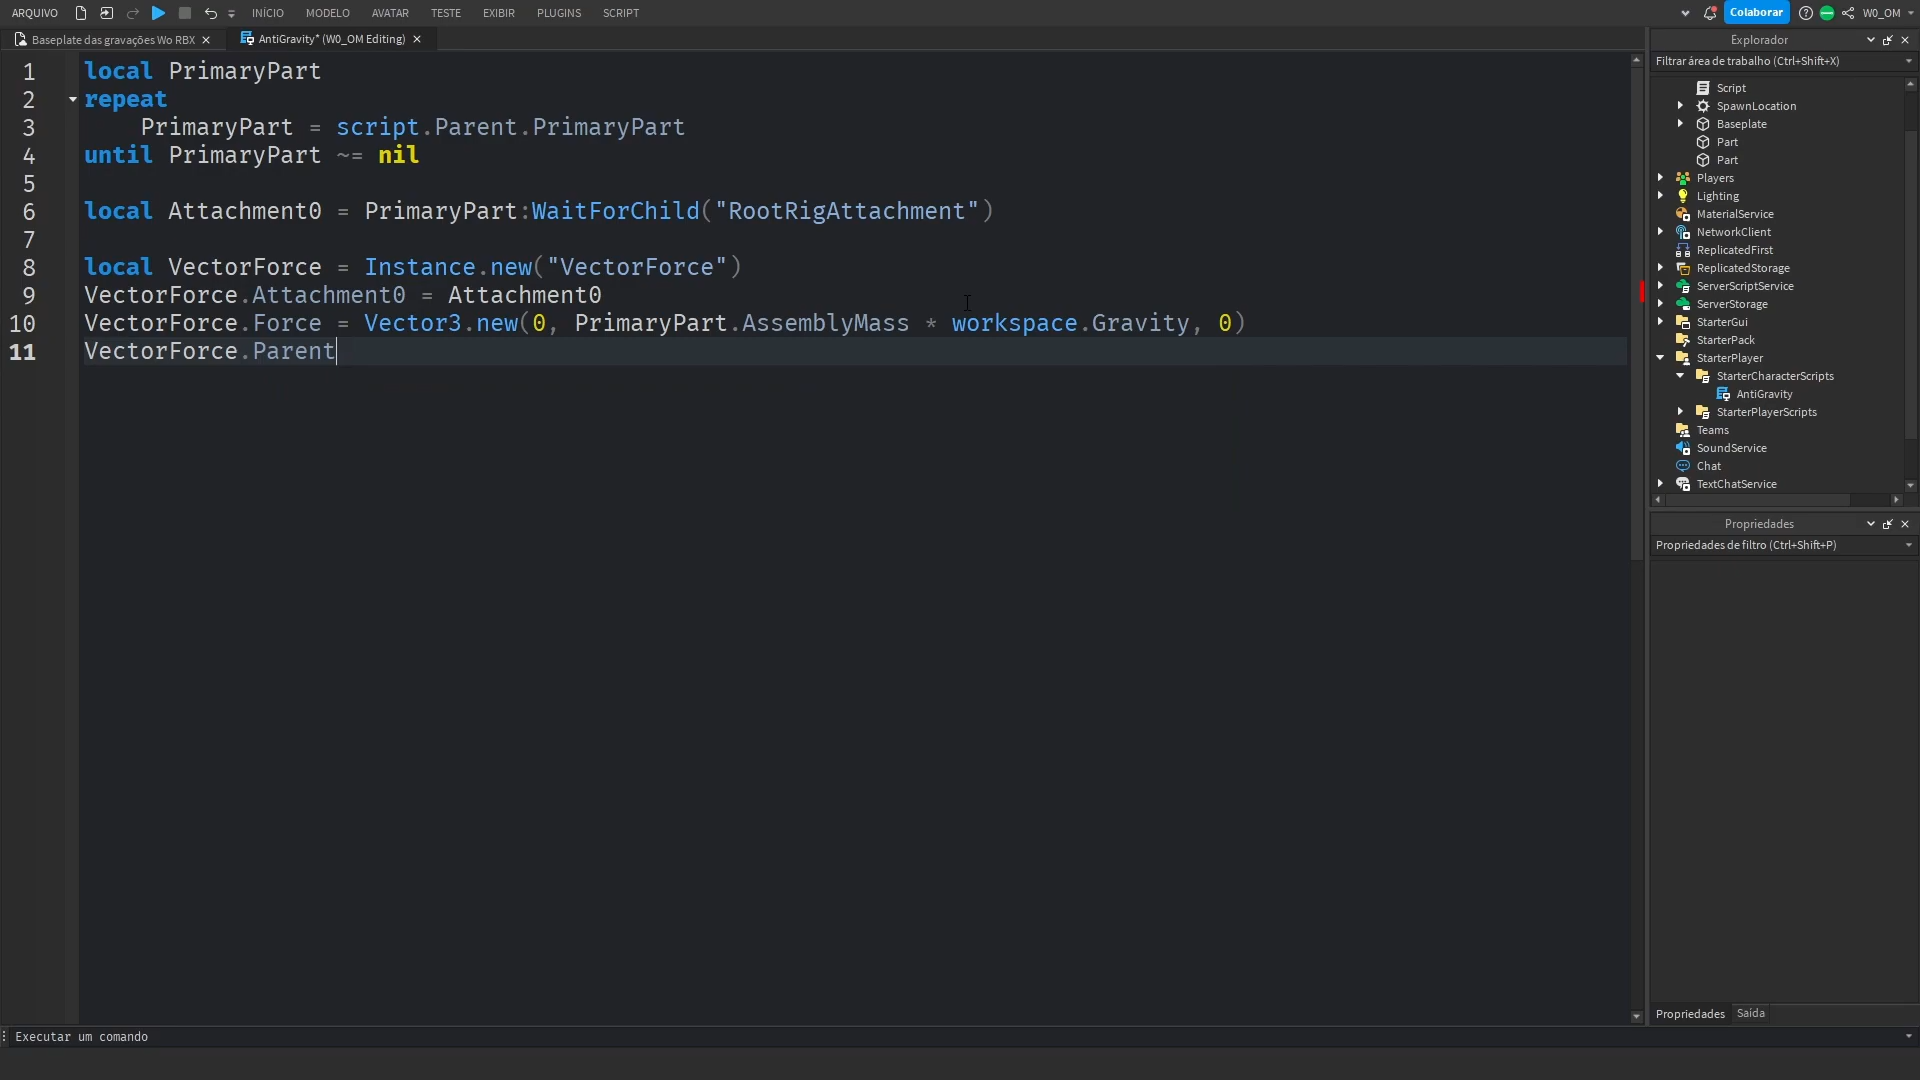 ARQUIVO INÍCIO MODELO AVATAR TESTE EXIBIR PLUGINS SCRIPT Colaborar W0_OM
Baseplate das gravações Wo RBX AntiGravity* (W0_OM Editing)
1 local PrimaryPart
2 repeat
3 PrimaryPart = script.Parent.PrimaryPart
4 until PrimaryPart ~= nil
5
6 local Attachment0 = PrimaryPart:WaitForChild("RootRigAttachment")
7
8 local VectorForce = Instance.new("VectorForce")
9 VectorForce.Attachment0 = Attachment0
10 VectorForce.Force = Vector3.new(0, PrimaryPart.AssemblyMass * workspace.Gravity, 0)
11 VectorForce.Parent
Explorador
Filtrar área de trabalho (Ctrl+Shift+X)
Script
SpawnLocation
Baseplate
Part
Part
Players
Lighting
MaterialService
NetworkClient
ReplicatedFirst
ReplicatedStorage
ServerScriptService
ServerStorage
StarterGui
StarterPack
StarterPlayer
StarterCharacterScripts
AntiGravity
StarterPlayerScripts
Teams
SoundService
Chat
TextChatService
Propriedades
Propriedades de filtro (Ctrl+Shift+P)
Propriedades Saída
Executar um comando